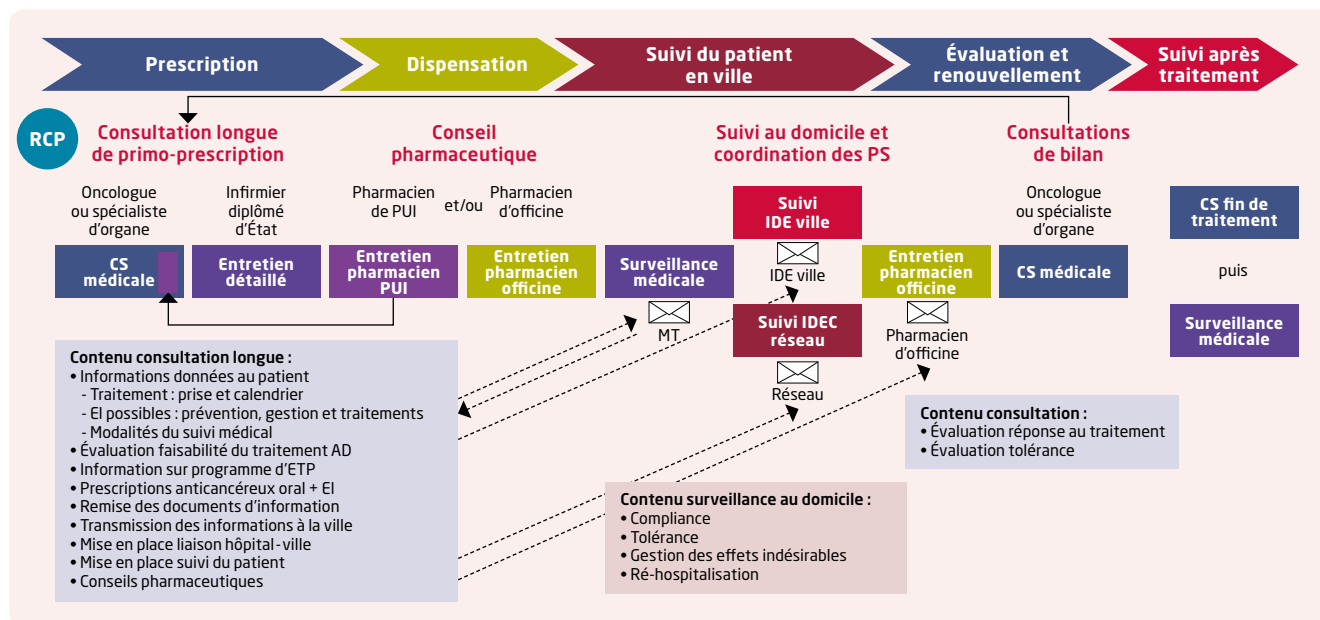 Prescription
Dispensation
Suivi du patient
en ville
Évaluation et
renouvellement
Suivi après
traitement
RCP
Consultation longue
de primo-prescription
Conseil
pharmaceutique
Suivi au domicile et
coordination des PS
Consultations
de bilan
Oncologue
ou spécialiste
d'organe
Infirmier
diplômé
d'État
Pharmacien
de PUI
et/ou
Pharmacien
d'officine
Suivi
IDE ville
Oncologue
ou spécialiste
d'organe
CS fin de
traitement
CS
médicale
Entretien
détaillé
Entretien
pharmacien
PUI
Entretien
pharmacien
officine
Surveillance
médicale
IDE ville
Entretien
pharmacien
officine
CS médicale
puis
MT
Suivi IDEC
réseau
Pharmacien
d'officine
Surveillance
médicale
Réseau
Contenu consultation longue :
• Informations données au patient
- Traitement : prise et calendrier
- EI possibles : prévention, gestion et traitements
- Modalités du suivi médical
• Évaluation faisabilité du traitement AD
• Information sur programme d'ETP
• Prescriptions anticancéreux oral + EI
• Remise des documents d'information
• Transmission des informations à la ville
• Mise en place liaison hôpital-ville
• Mise en place suivi du patient
• Conseils pharmaceutiques
Contenu surveillance au domicile :
• Compliance
• Tolérance
• Gestion des effets indésirables
• Ré-hospitalisation
Contenu consultation :
• Évaluation réponse au traitement
• Évaluation tolérance